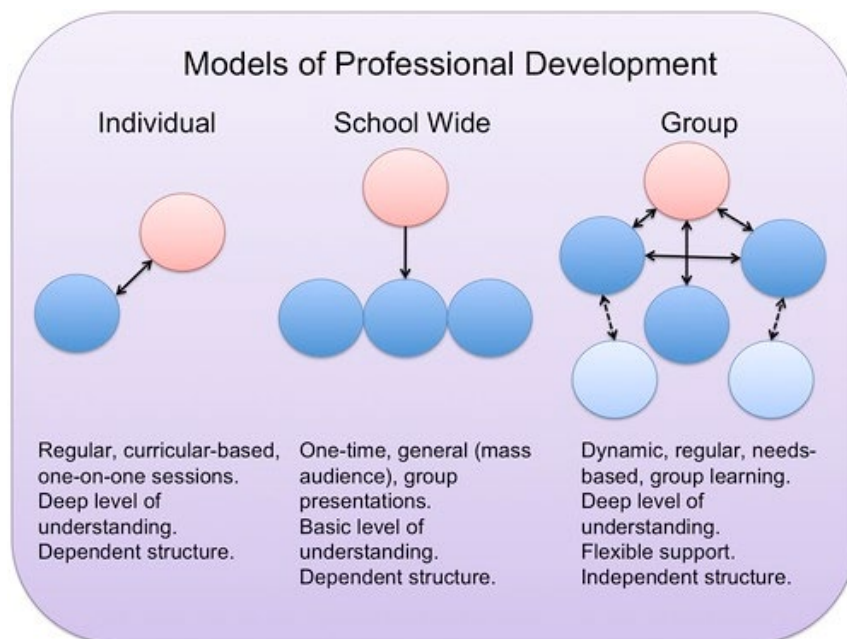 Models of Professional Development
Individual
School Wide
Group
Regular, curricular-based,
one-on-one sessions.
Deep level of
understanding.
Dependent structure.
One-time, general (mass
audience), group
presentations.
Basic level of
understanding.
Dependent structure.
Dynamic, regular, needs-
based, group learning.
Deep level of
understanding.
Flexible support.
Independent structure.